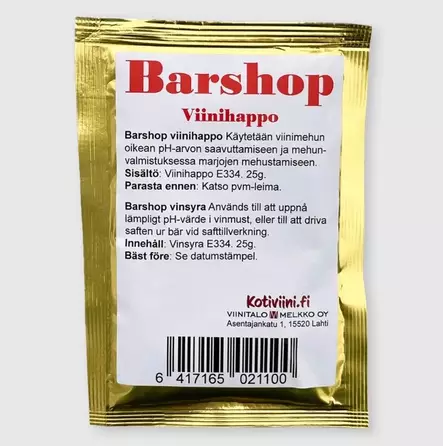 Barshop
Viinihappo
Barshop viinihappo Käytetään viinimehun
oikean pH-arvon saavuttamiseen ja mehun-
valmistuksessa marjojen mehustamiseen.
Sisältö: Viinihappo E334. 25g.
Parasta ennen: Katso pvm-leima.
Barshop vinsyra Används till att uppnå
lämpligt pH-värde i vinmust, eller till att driva
saften ur bär vid safttillverkning.
Innehåll: Vinsyra E334. 25g.
Bäst före: Se datumstämpel.
Kotiviini.fi
VIINITALO MELKKO OY
Asentajankatu 1, 15520 Lahti
6 417165 021100